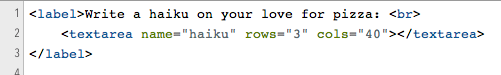 1 <label>Write a haiku on your love for pizza: <br>
2     <textarea name="haiku" rows="3" cols="40"></textarea>
3 </label>
4